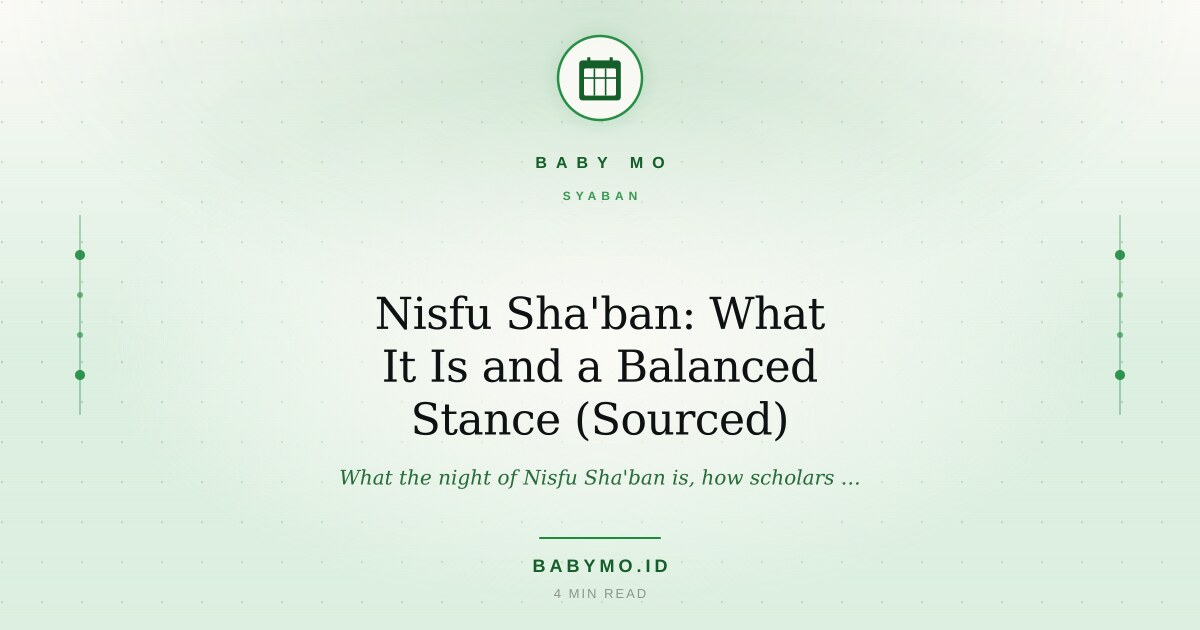 BABY MO
SYABAN
Nisfu Sha'ban: What
It Is and a Balanced
Stance (Sourced)
What the night of Nisfu Sha'ban is, how scholars ...
BABYMO.ID
4 MIN READ